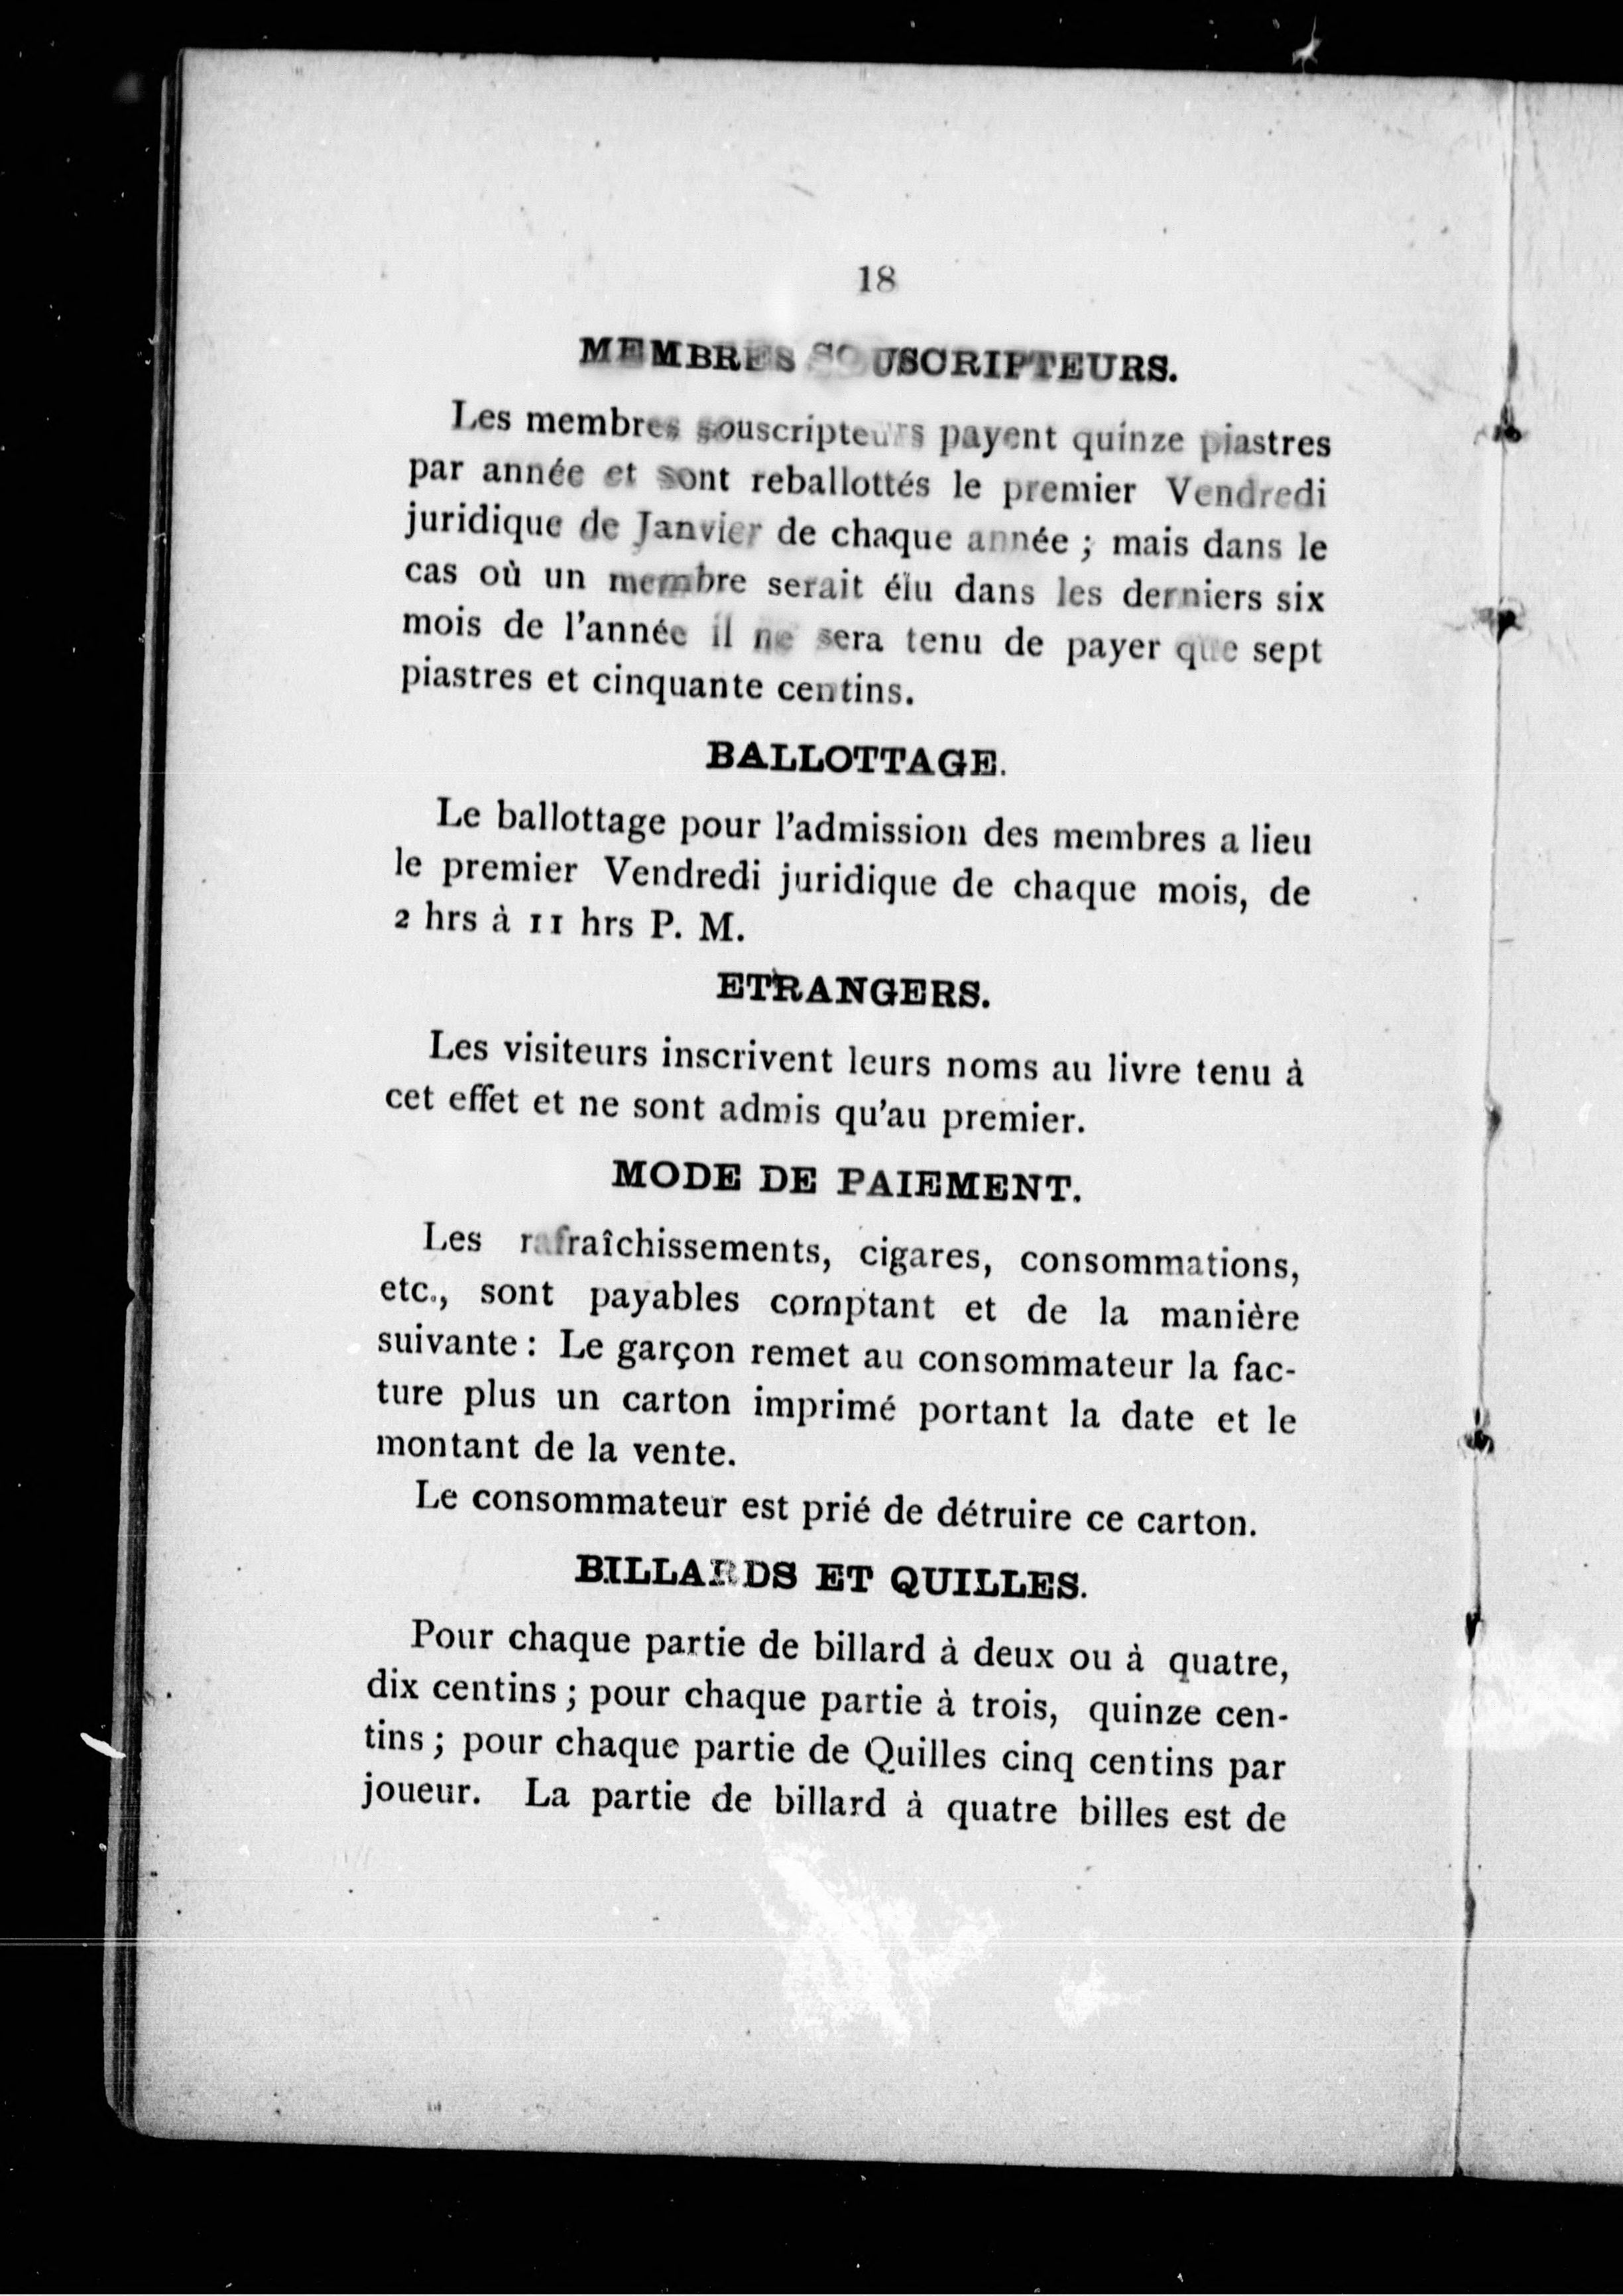 18
MEMBRES SOUSCRIPTEURS.
Les membres souscripteurs payent quinze piastres
par année et sont reballottés le premier Vendredi
juridique de Janvier de chaque année ; mais dans le
cas où un membre serait élu dans les derniers six
mois de l'année il ne sera tenu de payer que sept
piastres et cinquante centins.
BALLOTTAGE.
Le ballottage pour l'admission des membres a lieu
le premier Vendredi juridique de chaque mois, de
2 hrs à 11 hrs P. M.
ETRANGERS.
Les visiteurs inscrivent leurs noms au livre tenu à
cet effet et ne sont admis qu'au premier.
MODE DE PAIEMENT.
Les rafraîchissements, cigares, consommations,
etc., sont payables comptant et de la manière
suivante : Le garçon remet au consommateur la fac-
ture plus un carton imprimé portant la date et le
montant de la vente.
Le consommateur est prié de détruire ce carton.
BILLARDS ET QUILLES.
Pour chaque partie de billard à deux ou à quatre,
dix centins ; pour chaque partie à trois, quinze cen-
tins ; pour chaque partie de Quilles cinq centins par
joueur. La partie de billard à quatre billes est de